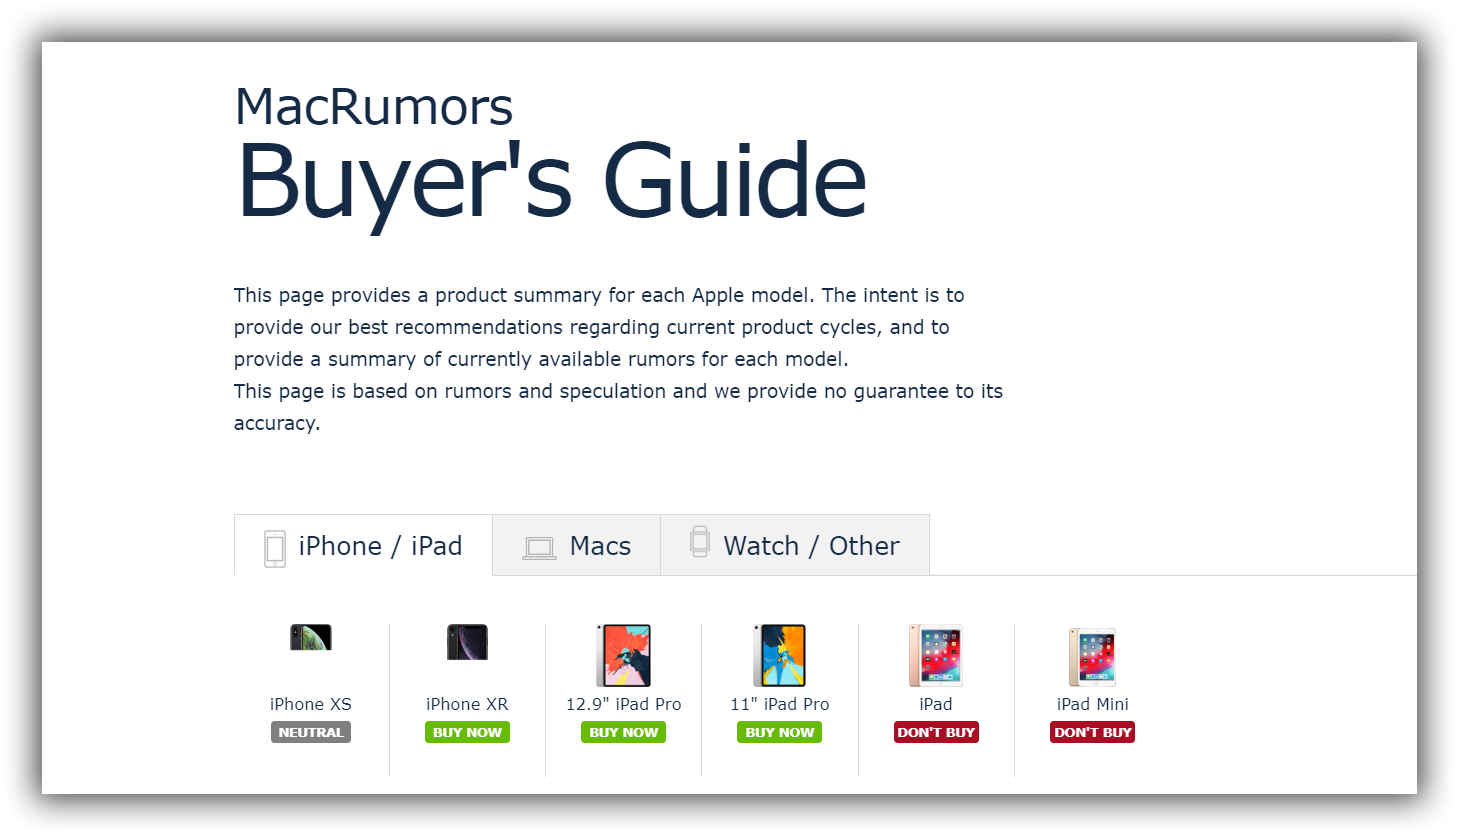 MacRumors
Buyer's Guide
This page provides a product summary for each Apple model. The intent is to
provide our best recommendations regarding current product cycles, and to
provide a summary of currently available rumors for each model.
This page is based on rumors and speculation and we provide no guarantee to its
accuracy.
iPhone / iPad
Macs
Watch / Other
iPhone XS
NEUTRAL
iPhone XR
BUY NOW
12.9" iPad Pro
BUY NOW
11" iPad Pro
BUY NOW
iPad
DON'T BUY
iPad Mini
DON'T BUY